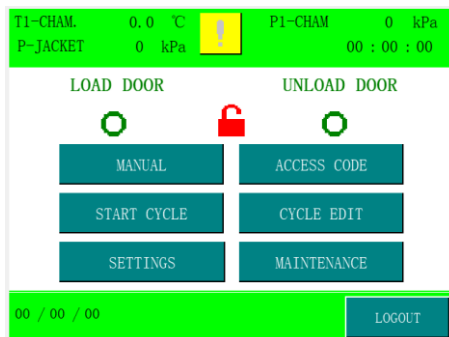 T1-CHAM. 0.0 ℃ ! P1-CHAM 0 kPa
P-JACKET 0 kPa 00 : 00 : 00
LOAD DOOR UNLOAD DOOR
MANUAL ACCESS CODE
START CYCLE CYCLE EDIT
SETTINGS MAINTENANCE
00 / 00 / 00 LOGOUT